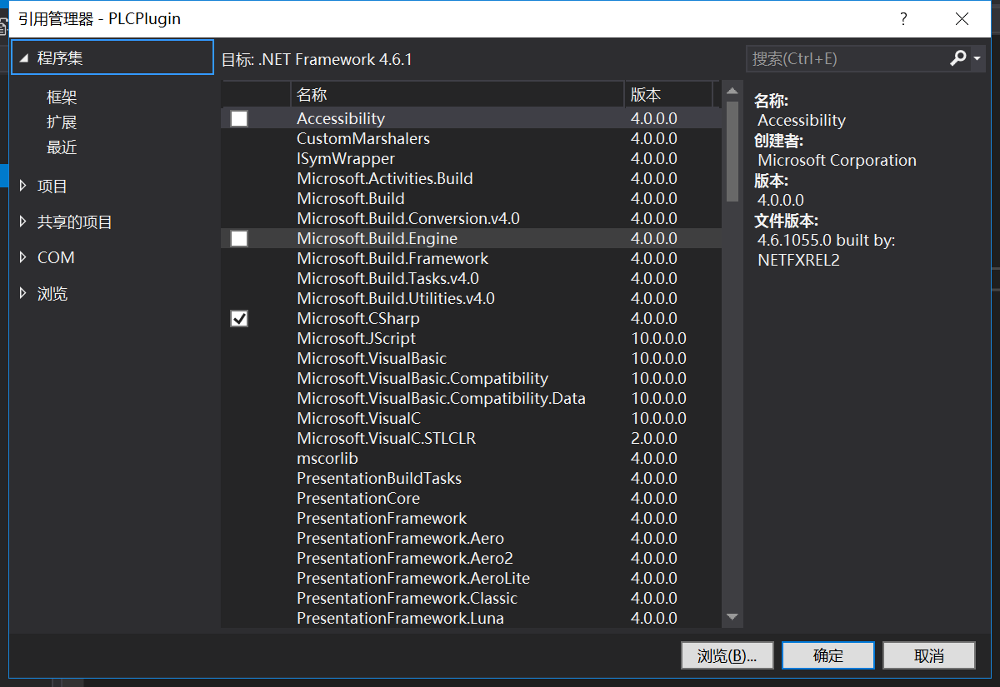 引用管理器 - PLCPlugin
?
程序集
框架
扩展
最近
项目
共享的项目
COM
浏览
目标: .NET Framework 4.6.1
搜索(Ctrl+E)
名称 版本
Accessibility 4.0.0.0
CustomMarshalers 4.0.0.0
ISymWrapper 4.0.0.0
Microsoft.Activities.Build 4.0.0.0
Microsoft.Build 4.0.0.0
Microsoft.Build.Conversion.v4.0 4.0.0.0
Microsoft.Build.Engine 4.0.0.0
Microsoft.Build.Framework 4.0.0.0
Microsoft.Build.Tasks.v4.0 4.0.0.0
Microsoft.Build.Utilities.v4.0 4.0.0.0
Microsoft.CSharp 4.0.0.0
Microsoft.JScript 10.0.0.0
Microsoft.VisualBasic 10.0.0.0
Microsoft.VisualBasic.Compatibility 10.0.0.0
Microsoft.VisualBasic.Compatibility.Data 10.0.0.0
Microsoft.VisualC 10.0.0.0
Microsoft.VisualC.STLCLR 2.0.0.0
mscorlib 4.0.0.0
PresentationBuildTasks 4.0.0.0
PresentationCore 4.0.0.0
PresentationFramework 4.0.0.0
PresentationFramework.Aero 4.0.0.0
PresentationFramework.Aero2 4.0.0.0
PresentationFramework.AeroLite 4.0.0.0
PresentationFramework.Classic 4.0.0.0
PresentationFramework.Luna 4.0.0.0
名称:
Accessibility
创建者:
Microsoft Corporation
版本:
4.0.0.0
文件版本:
4.6.1055.0 built by:
NETFXREL2
浏览(B)... 确定 取消